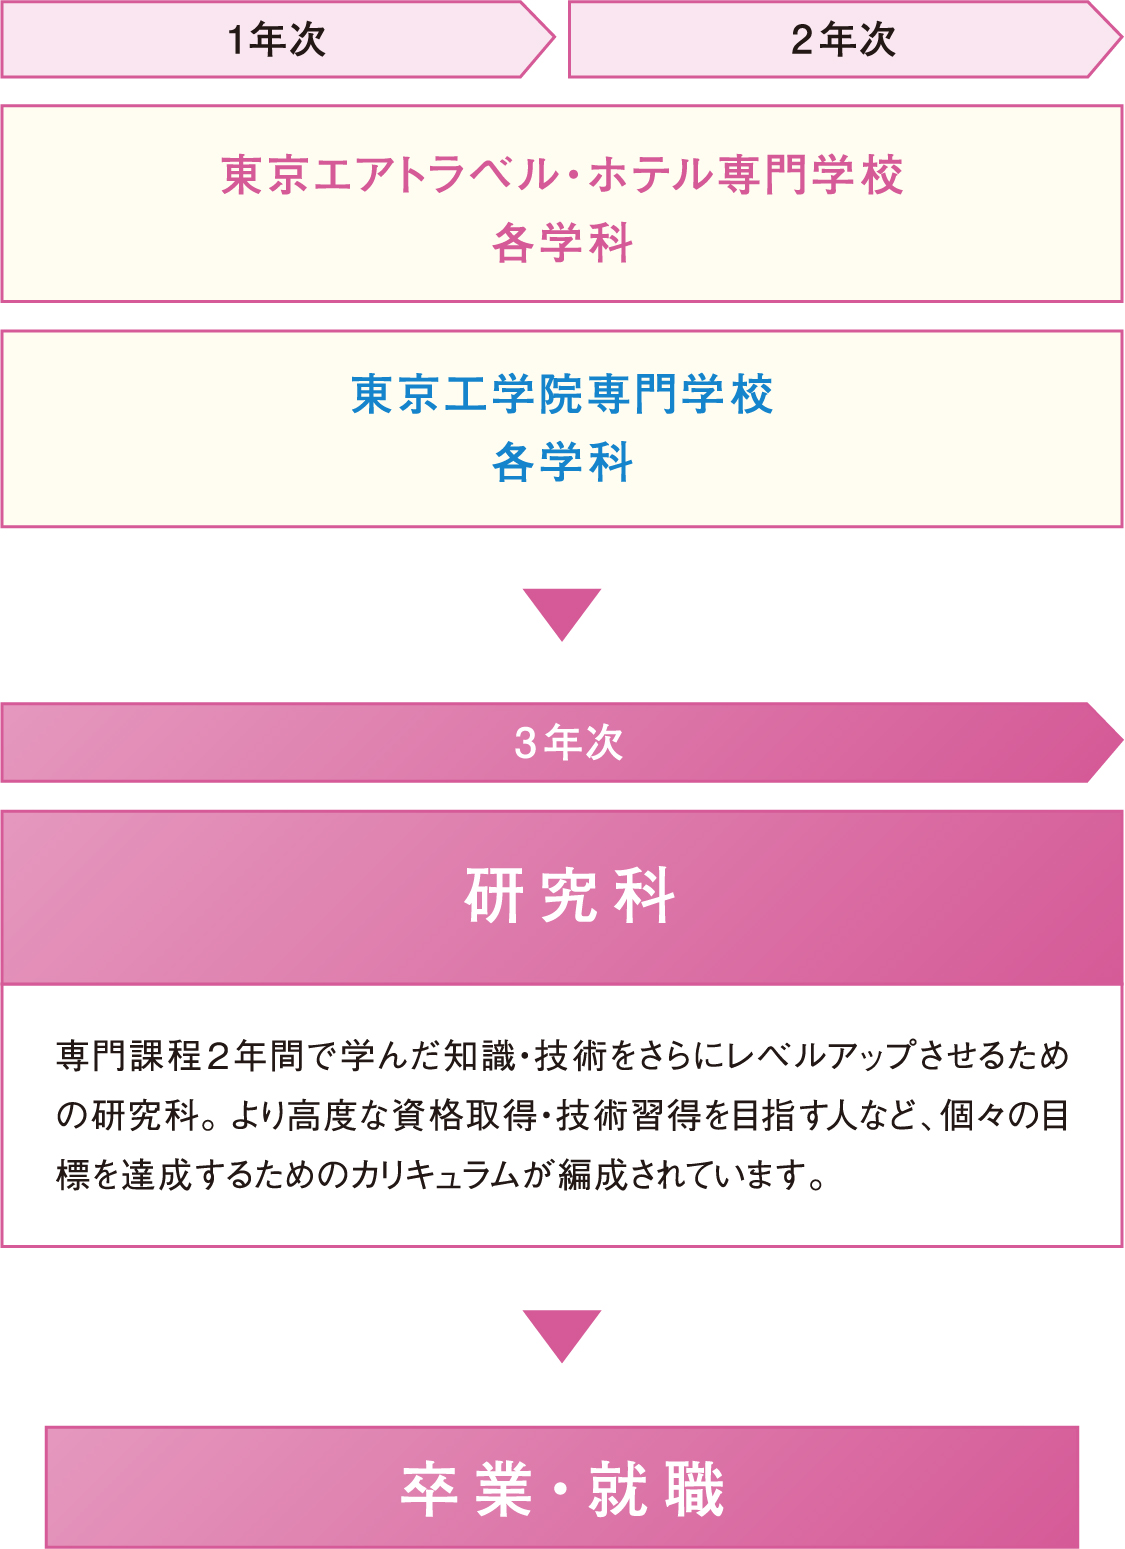 1年次
2年次
東京エアトラベル・ホテル専門学校
各学科
東京工学院専門学校
各学科
3年次
研究科
専門課程2年間で学んだ知識・技術をさらにレベルアップさせるため
の研究科。より高度な資格取得・技術習得を目指す人など、個々の目
標を達成するためのカリキュラムが編成されています。
卒業・就職